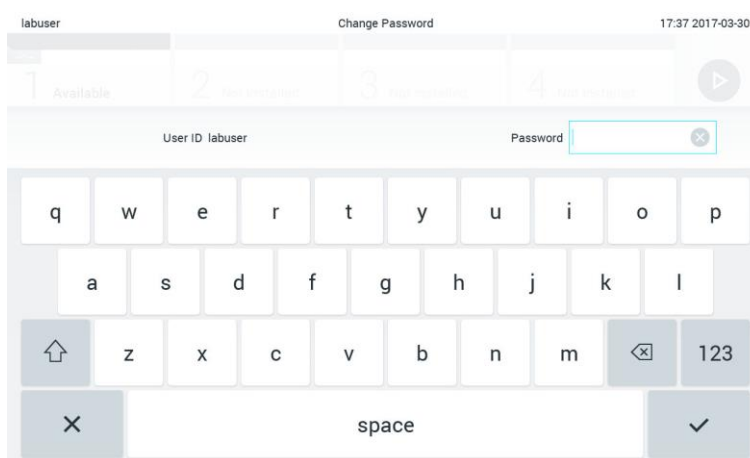 labuser Change Password 17:37 2017-03-30
1 Available 2 Not installed 3 Not installed 4 Not installed
User ID labuser Password
q w e r t y u i o p
a s d f g h j k l
z x c v b n m 123
space